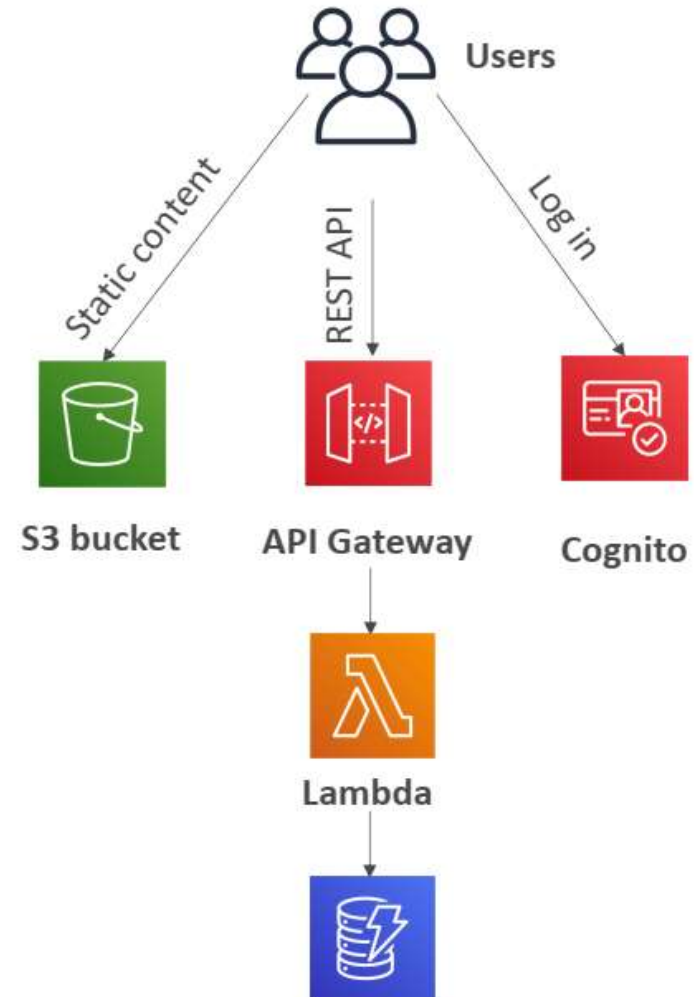 Users
Static content
REST API
Log in
</>
S3 bucket
API Gateway
Cognito
Lambda